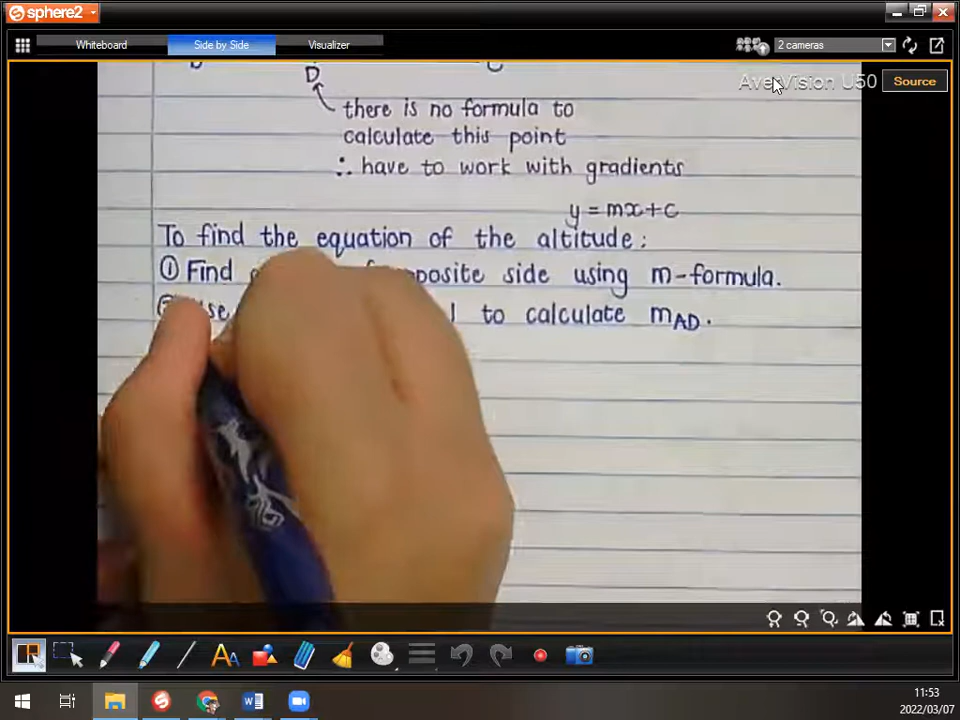 sphere2
Whiteboard
Side by Side
Visualizer
2 cameras
AverVision U50
Source
D
there is no formula to
calculate this point
∴ have to work with gradients
y = mx+c
To find the equation of the altitude:
① Find opposite side using m-formula.
to calculate mAD.
11:53
2022/03/07